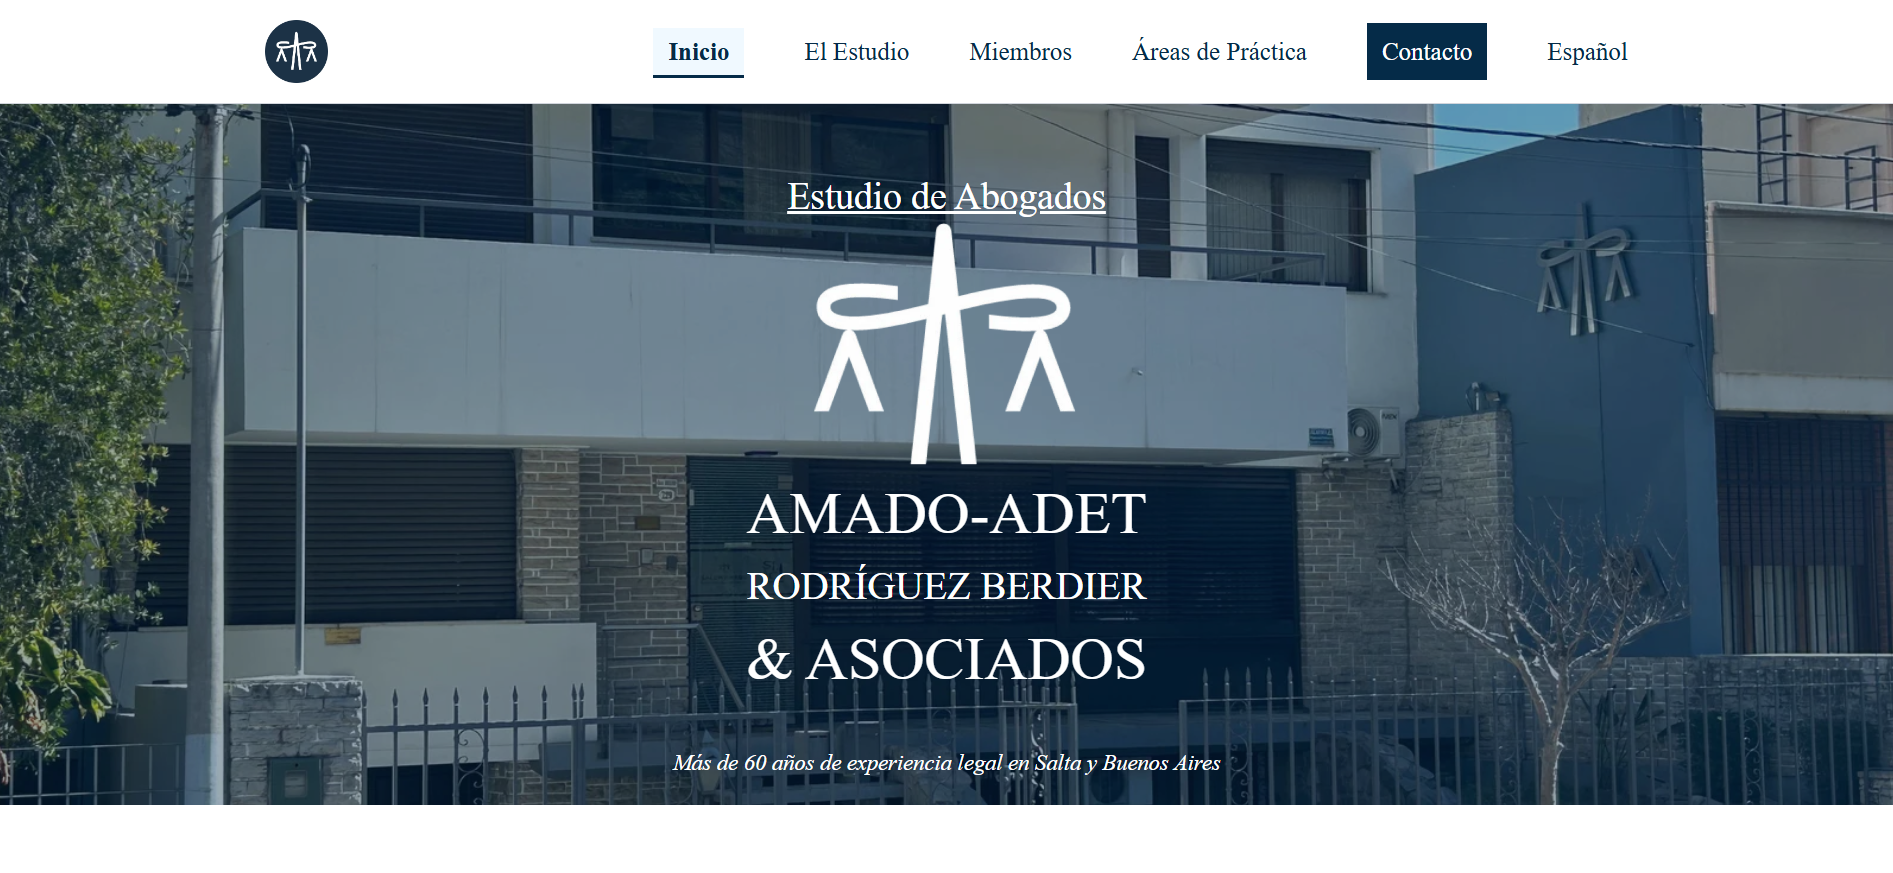 Inicio
El Estudio
Miembros
Áreas de Práctica
Contacto
Español
Estudio de Abogados
AMADO-ADET
RODRÍGUEZ BERDIER
& ASOCIADOS
Más de 60 años de experiencia legal en Salta y Buenos Aires